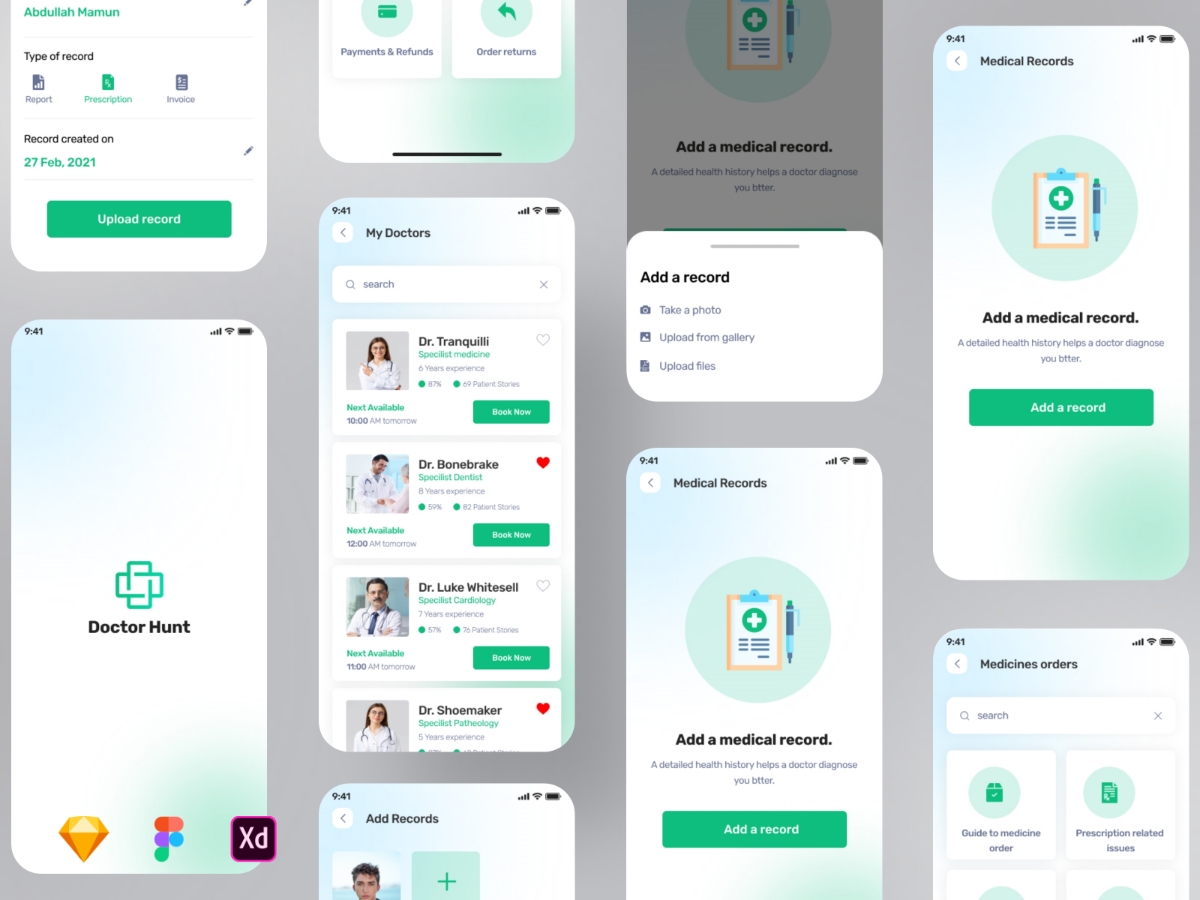 Abdullah Mamun
Type of record
Report
Prescription
Invoice
Record created on
27 Feb, 2021
Upload record
9:41
Doctor Hunt
Xd
Payments & Refunds
Order returns
9:41
My Doctors
search
Dr. Tranquilli
Specilist medicine
6 Years experience
87%
69 Patient Stories
Next Available
10:00 AM tomorrow
Book Now
Dr. Bonebrake
Specilist Dentist
8 Years experience
59%
82 Patient Stories
Next Available
12:00 AM tomorrow
Book Now
Dr. Luke Whitesell
Specilist Cardiology
7 Years experience
57%
76 Patient Stories
Next Available
11:00 AM tomorrow
Book Now
Dr. Shoemaker
Specilist Patheology
5 Years experience
9:41
Add Records
Add a medical record.
A detailed health history helps a doctor diagnose
you btter.
Add a record
Take a photo
Upload from gallery
Upload files
9:41
Medical Records
Add a medical record.
A detailed health history helps a doctor diagnose
you btter.
Add a record
9:41
Medical Records
Add a medical record.
A detailed health history helps a doctor diagnose
you btter.
Add a record
9:41
Medicines orders
search
Guide to medicine
order
Prescription related
issues